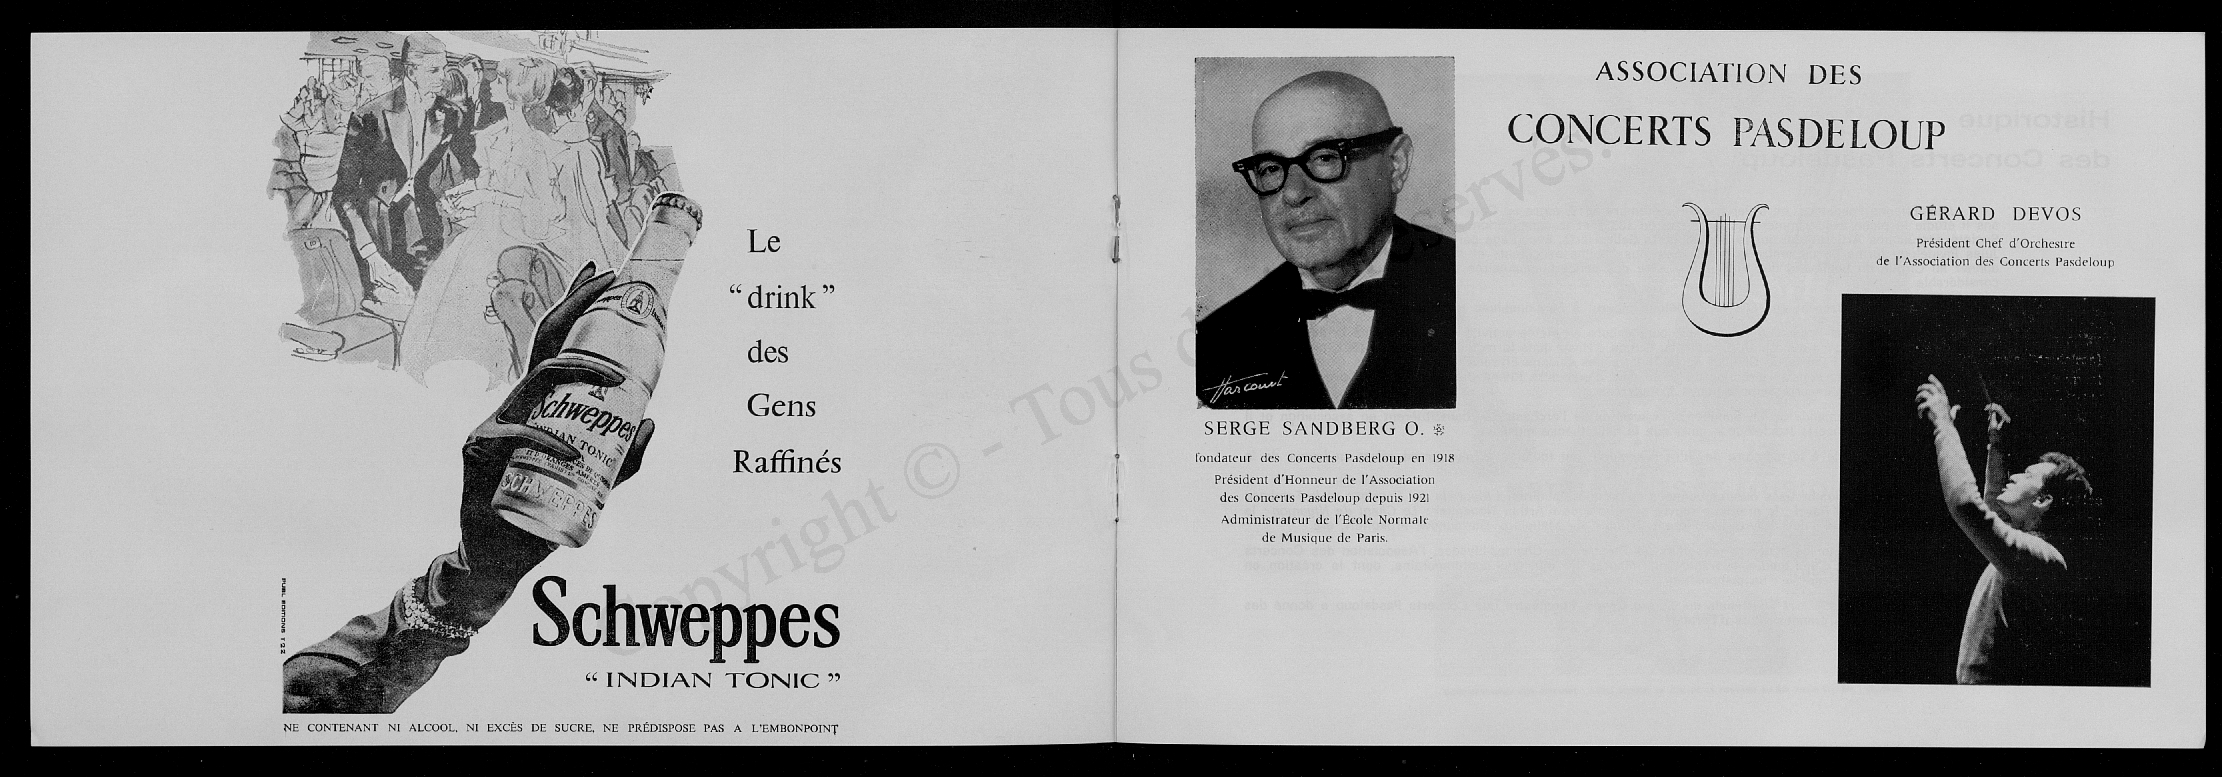 Le
“ drink ”
des
Gens
Raffinés
Schweppes
INDIAN TONIC
SCHWEPPES
Schweppes
“ INDIAN TONIC ”
PUBL. EDITIONS 122
NE CONTENANT NI ALCOOL, NI EXCÈS DE SUCRE, NE PRÉDISPOSE PAS A L'EMBONPOINT
Copyright © - Tous
ASSOCIATION DES
CONCERTS PASDELOUP
Harcourt
SERGE SANDBERG O.
fondateur des Concerts Pasdeloup en 1918
Président d'Honneur de l'Association
des Concerts Pasdeloup depuis 1921
Administrateur de l'École Normale
de Musique de Paris.
GÉRARD DEVOS
Président Chef d'Orchestre
de l'Association des Concerts Pasdeloup